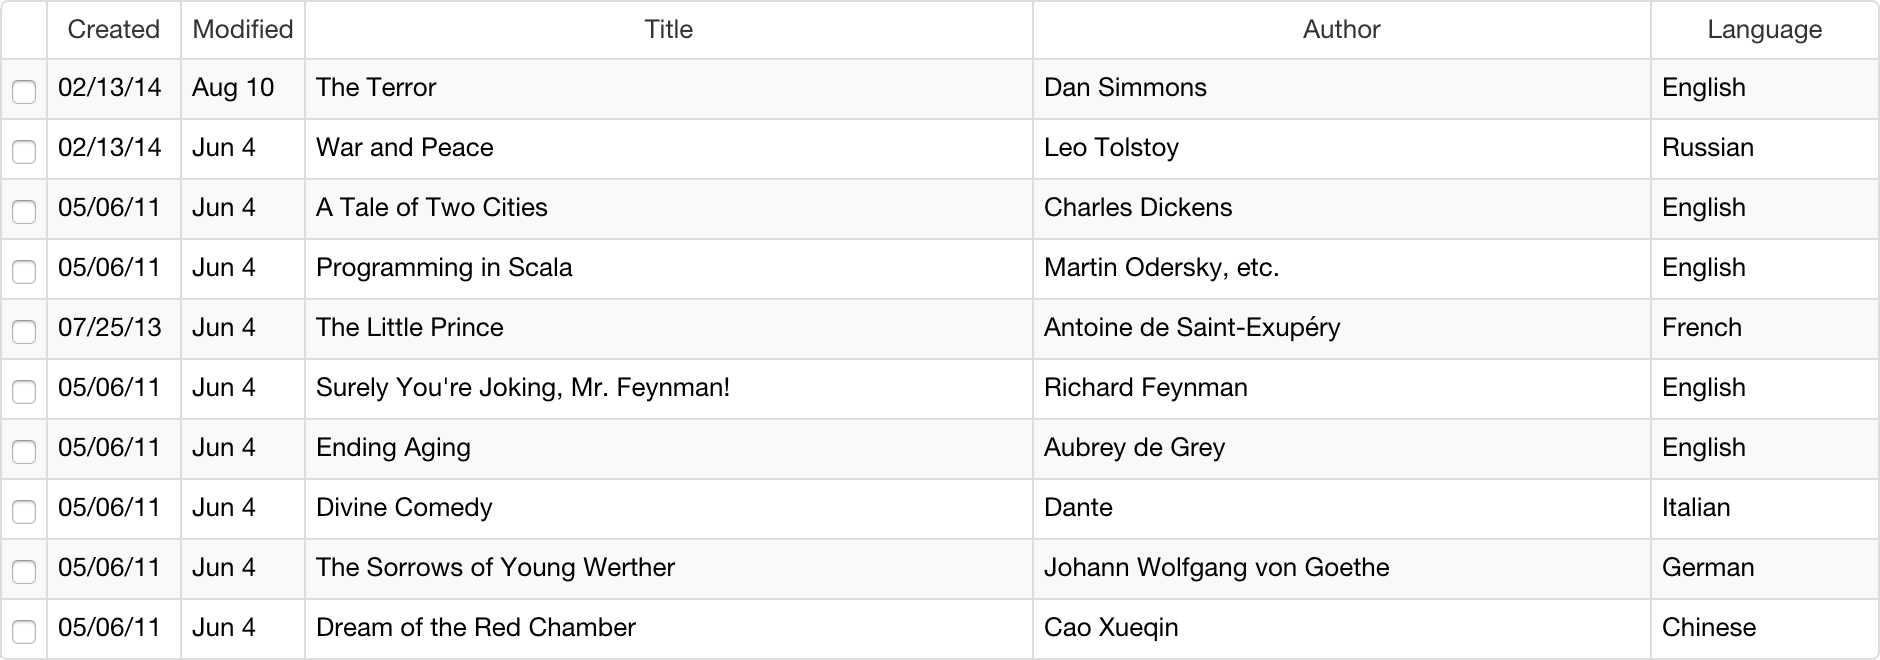 Created Modified Title Author Language
02/13/14 Aug 10 The Terror Dan Simmons English
02/13/14 Jun 4 War and Peace Leo Tolstoy Russian
05/06/11 Jun 4 A Tale of Two Cities Charles Dickens English
05/06/11 Jun 4 Programming in Scala Martin Odersky, etc. English
07/25/13 Jun 4 The Little Prince Antoine de Saint-Exupéry French
05/06/11 Jun 4 Surely You're Joking, Mr. Feynman! Richard Feynman English
05/06/11 Jun 4 Ending Aging Aubrey de Grey English
05/06/11 Jun 4 Divine Comedy Dante Italian
05/06/11 Jun 4 The Sorrows of Young Werther Johann Wolfgang von Goethe German
05/06/11 Jun 4 Dream of the Red Chamber Cao Xueqin Chinese